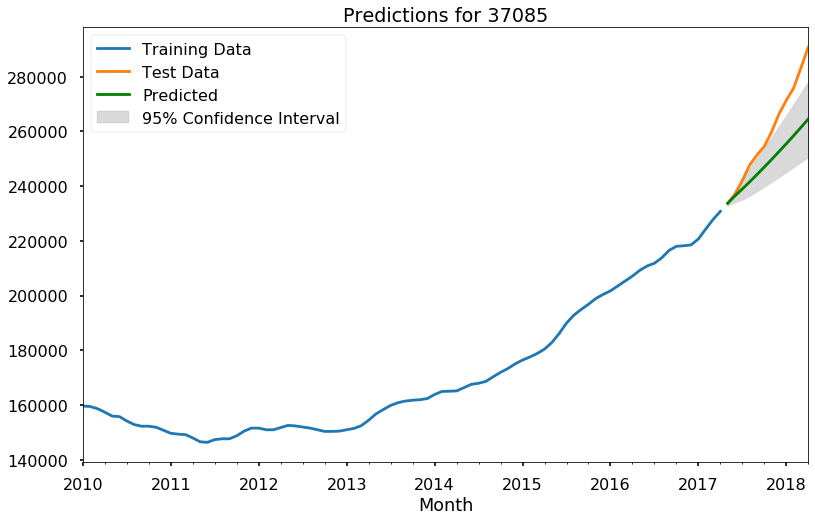 Predictions for 37085
Training Data
Test Data
Predicted
95% Confidence Interval
280000
260000
240000
220000
200000
180000
160000
140000
2010 2011 2012 2013 2014 2015 2016 2017 2018
Month